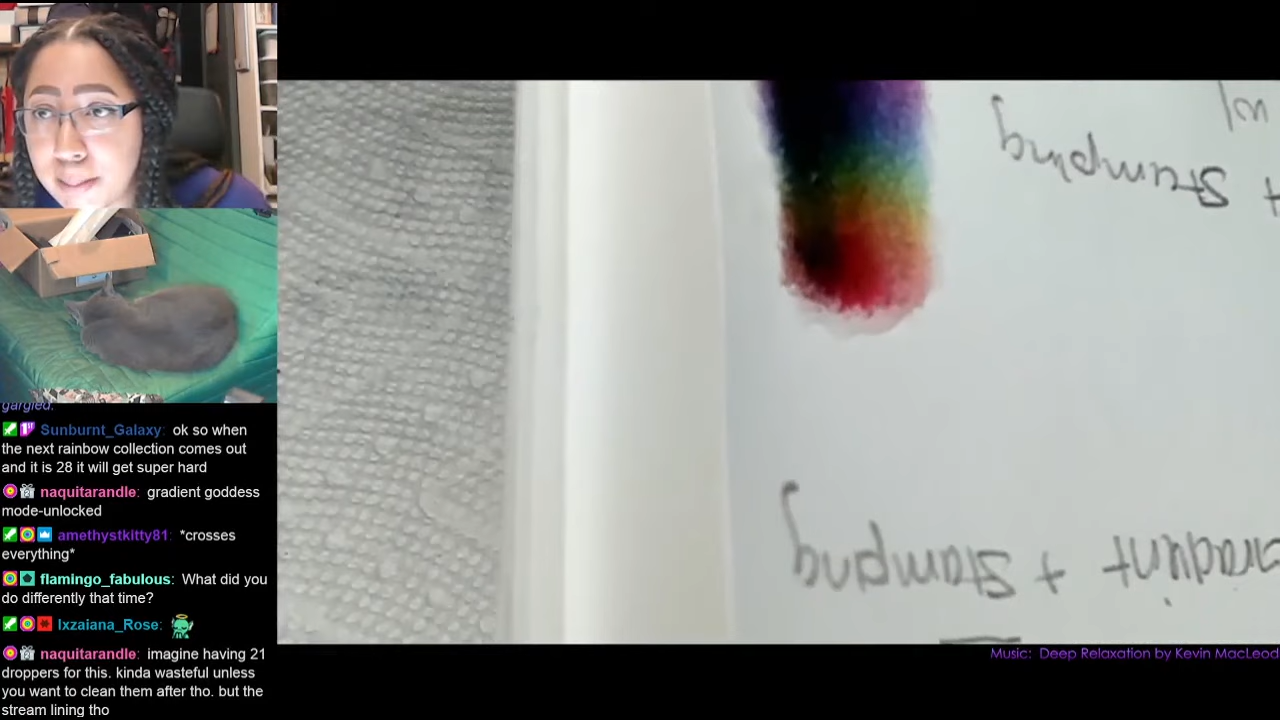 gargled.
Sunburnt_Galaxy: ok so when
the next rainbow collection comes out
and it is 28 it will get super hard
naquitarandle: gradient goddess
mode-unlocked
amethystkitty81: *crosses
everything*
flamingo_fabulous: What did you
do differently that time?
lxzaiana_Rose:
naquitarandle: imagine having 21
droppers for this. kinda wasteful unless
you want to clean them after tho. but the
stream lining tho
+ Stamping
+ Stamping
Music: Deep Relaxation by Kevin MacLeod